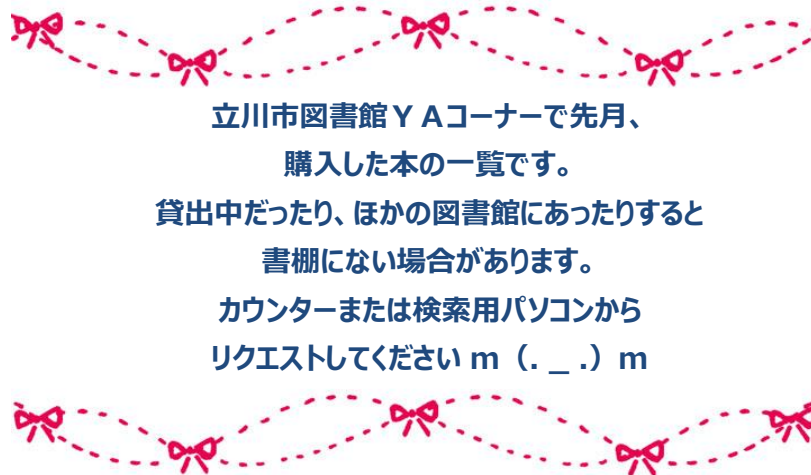 立川市図書館ＹＡコーナーで先月、
購入した本の一覧です。
貸出中だったり、ほかの図書館にあったりすると
書棚にない場合があります。
カウンターまたは検索用パソコンから
リクエストしてください m（. _ .）m